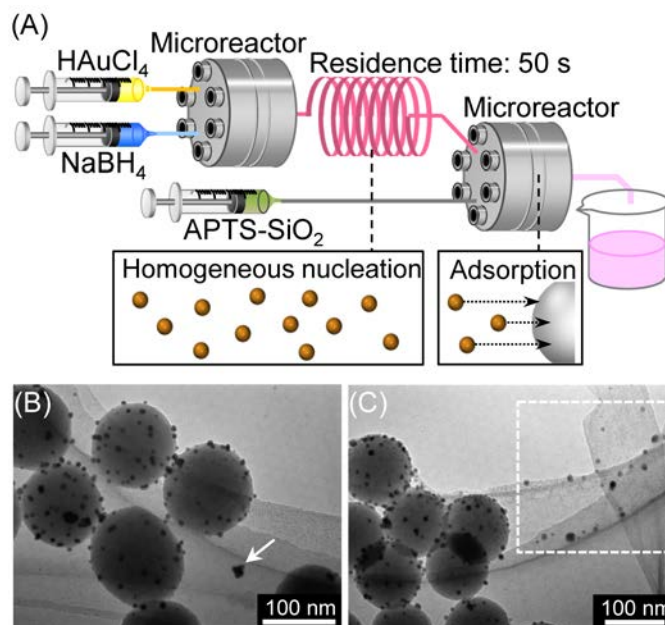 (A)
HAuCl4
Microreactor
Residence time: 50 s
NaBH4
Microreactor
APTS-SiO2
Homogeneous nucleation
Adsorption
(B)
100 nm
(C)
100 nm